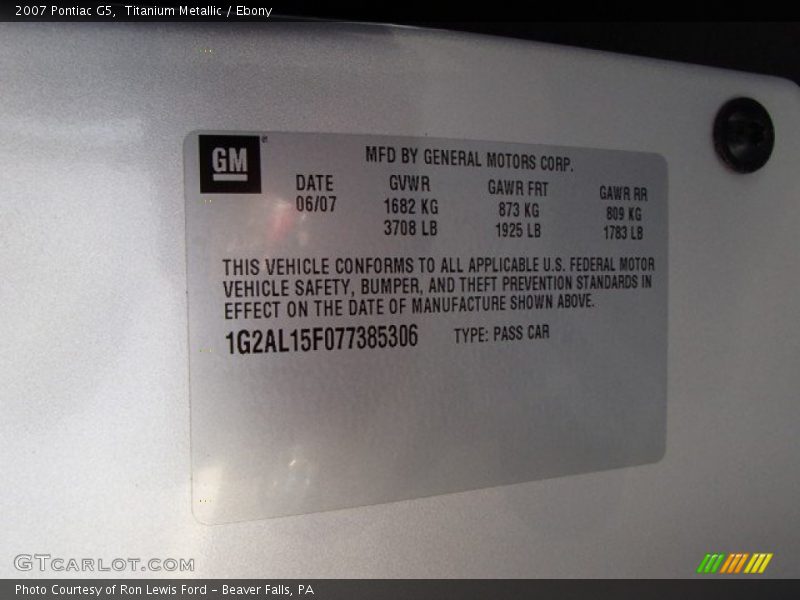 2007 Pontiac G5, Titanium Metallic / Ebony
GM
MFD BY GENERAL MOTORS CORP.
DATE GVWR GAWR FRT GAWR RR
06/07 1682 KG 873 KG 809 KG
3708 LB 1925 LB 1783 LB
THIS VEHICLE CONFORMS TO ALL APPLICABLE U.S. FEDERAL MOTOR
VEHICLE SAFETY, BUMPER, AND THEFT PREVENTION STANDARDS IN
EFFECT ON THE DATE OF MANUFACTURE SHOWN ABOVE.
1G2AL15F077385306 TYPE: PASS CAR
GTCARLOT.COM
Photo Courtesy of Ron Lewis Ford - Beaver Falls, PA